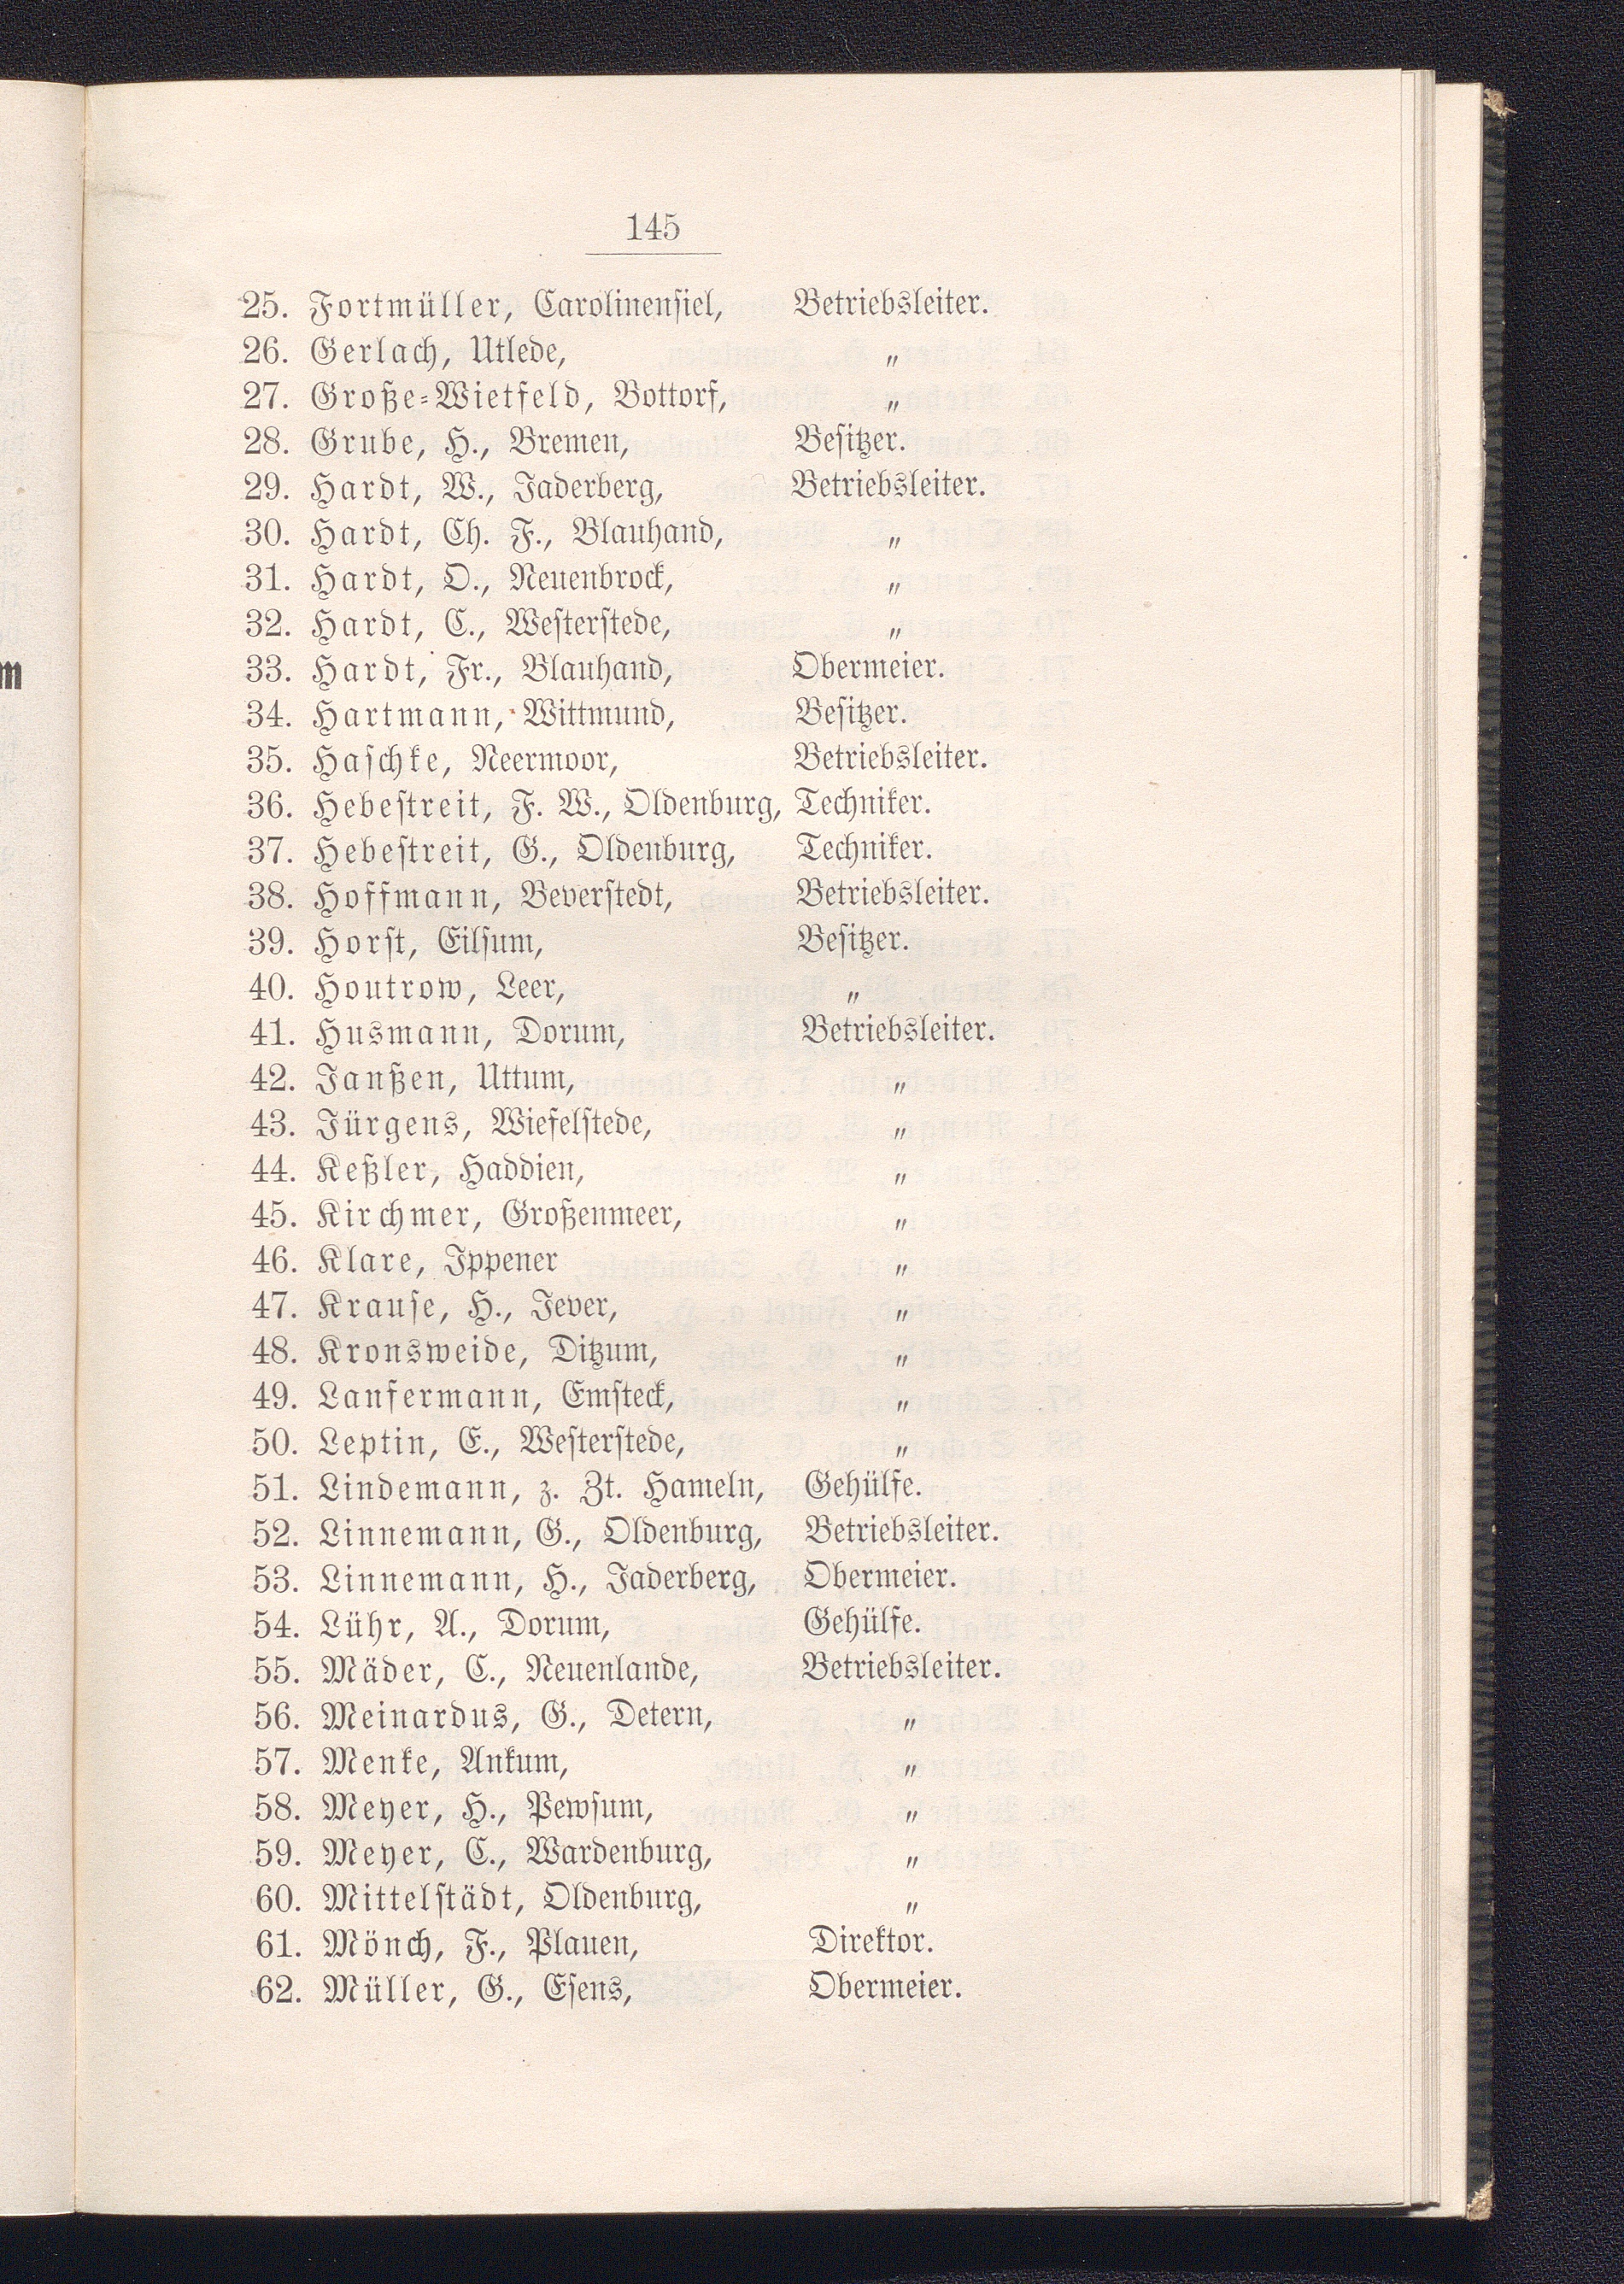 145
25. Fortmüller, Carolinensiel, Betriebsleiter.
26. Gerlach, Utlede, „
27. Große-Wietfeld, Bottorf, „
28. Grube, H., Bremen, Besitzer.
29. Hardt, W., Jaderberg, Betriebsleiter.
30. Hardt, Ch. F., Blauhand, „
31. Hardt, O., Neuenbrock, „
32. Hardt, C., Westerstede, „
33. Hardt, Fr., Blauhand, Obermeier.
34. Hartmann, Wittmund, Besitzer.
35. Haschke, Neermoor, Betriebsleiter.
36. Hebestreit, F. W., Oldenburg, Techniker.
37. Hebestreit, G., Oldenburg, Techniker.
38. Hoffmann, Beverstedt, Betriebsleiter.
39. Horst, Eilsum, Besitzer.
40. Houtrow, Leer, „
41. Husmann, Dorum, Betriebsleiter.
42. Janßen, Uttum, „
43. Jürgens, Wiefelstede, „
44. Keßler, Haddien, „
45. Kirchmer, Großenmeer, „
46. Klare, Ippener „
47. Krause, H., Jever, „
48. Kronsweide, Ditzum, „
49. Laufermann, Emsteck, „
50. Leptin, E., Westerstede, „
51. Lindemann, z. Zt. Hameln, Gehülfe.
52. Linnemann, G., Oldenburg, Betriebsleiter.
53. Linnemann, H., Jaderberg, Obermeier.
54. Lühr, A., Dorum, Gehülfe.
55. Mäder, C., Neuenlande, Betriebsleiter.
56. Meinardus, G., Detern, „
57. Menke, Ankum, „
58. Meyer, H., Pewsum, „
59. Meyer, C., Wardenburg, „
60. Mittelstädt, Oldenburg, „
61. Mönch, F., Plauen, Direktor.
62. Müller, G., Esens, Obermeier.